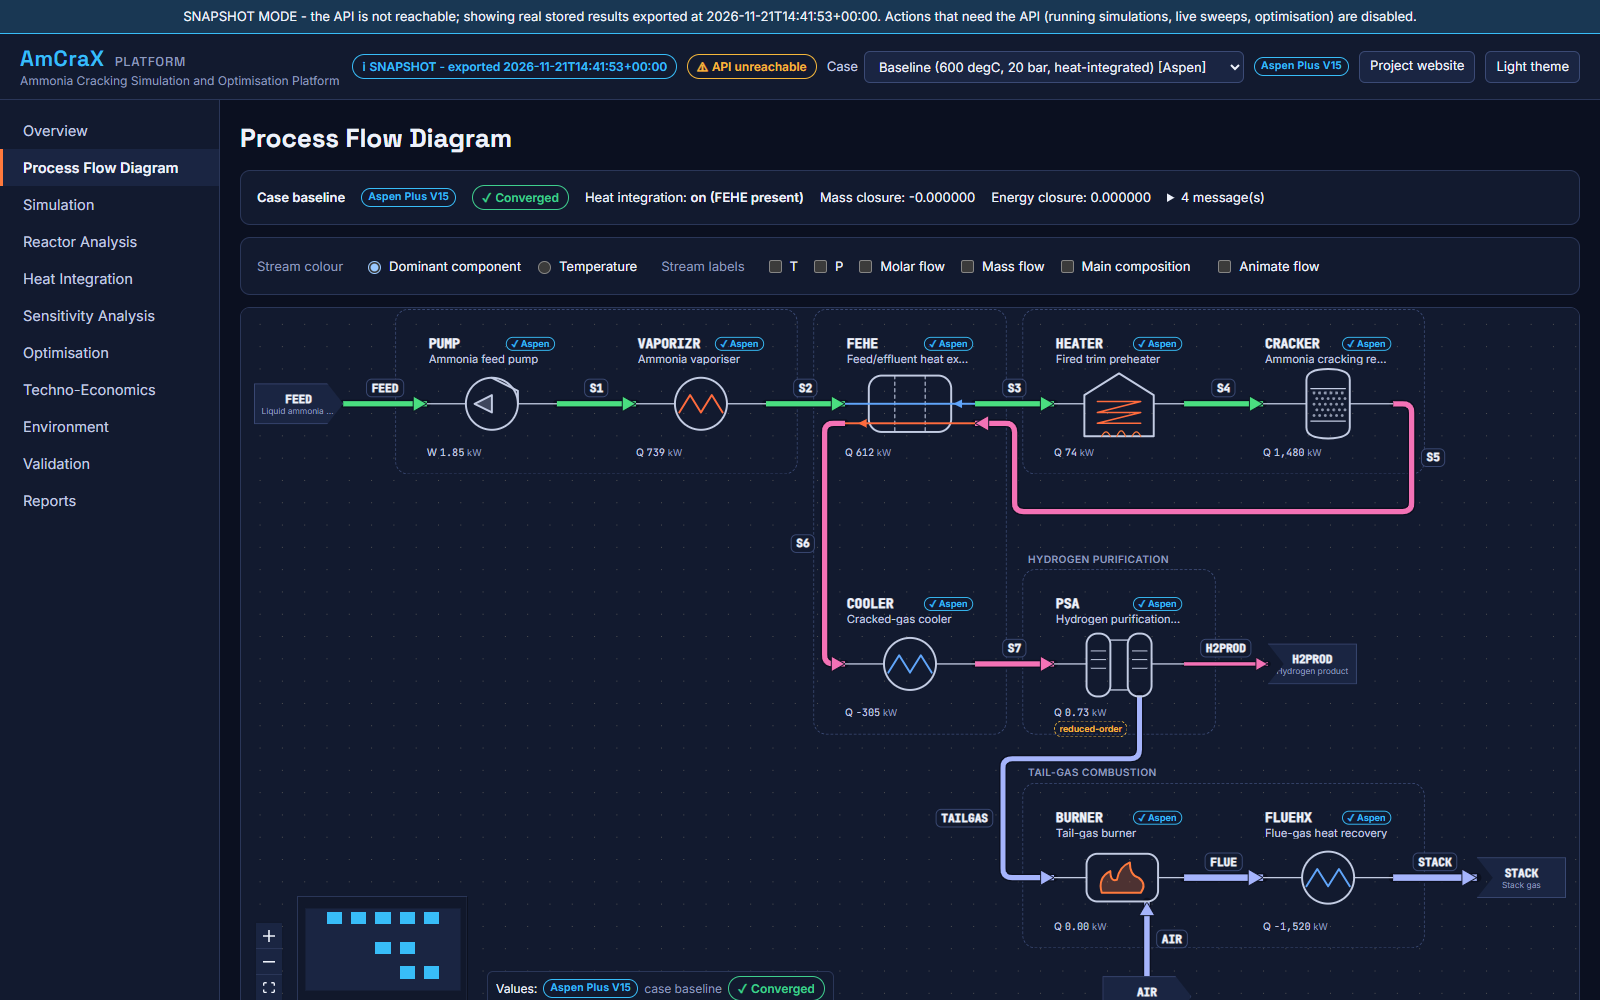 SNAPSHOT MODE - the API is not reachable; showing real stored results exported at 2026-11-21T14:41:53+00:00. Actions that need the API (running simulations, live sweeps, optimisation) are disabled.
AmCraX PLATFORM
Ammonia Cracking Simulation and Optimisation Platform
i SNAPSHOT - exported 2026-11-21T14:41:53+00:00
⚠ API unreachable
Case
Baseline (600 degC, 20 bar, heat-integrated) [Aspen]
Aspen Plus V15
Project website
Light theme
Overview
Process Flow Diagram
Simulation
Reactor Analysis
Heat Integration
Sensitivity Analysis
Optimisation
Techno-Economics
Environment
Validation
Reports
Process Flow Diagram
Case baseline Aspen Plus V15 ✓ Converged Heat integration: on (FEHE present) Mass closure: -0.000000 Energy closure: 0.000000 ▶ 4 message(s)
Stream colour Dominant component Temperature Stream labels T P Molar flow Mass flow Main composition Animate flow
PUMP ✓ Aspen
Ammonia feed pump
VAPORIZR ✓ Aspen
Ammonia vaporiser
FEHE ✓ Aspen
Feed/effluent heat ex...
HEATER ✓ Aspen
Fired trim preheater
CRACKER ✓ Aspen
Ammonia cracking re...
FEED
Liquid ammonia ...
FEED
S1
S2
S3
S4
S5
W 1.85 kW
Q 739 kW
Q 612 kW
Q 74 kW
Q 1,480 kW
S6
HYDROGEN PURIFICATION
COOLER ✓ Aspen
Cracked-gas cooler
PSA ✓ Aspen
Hydrogen purification...
S7
H2PROD
H2PROD
Hydrogen product
Q -305 kW
Q 0.73 kW
reduced-order
TAIL-GAS COMBUSTION
TAILGAS
BURNER ✓ Aspen
Tail-gas burner
FLUEHX ✓ Aspen
Flue-gas heat recovery
FLUE
STACK
STACK
Stack gas
Q 0.00 kW
Q -1,520 kW
AIR
AIR
Values: Aspen Plus V15 case baseline ✓ Converged